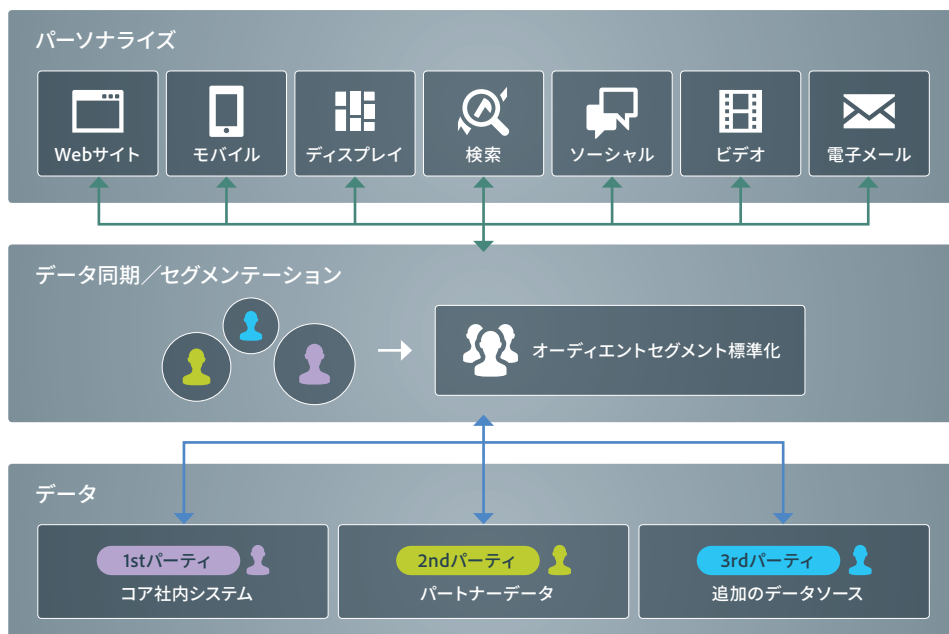 パーソナライズ
Webサイト
モバイル
ディスプレイ
検索
ソーシャル
ビデオ
電子メール
データ同期／セグメンテーション
オーディエントセグメント標準化
データ
1stパーティ
コア社内システム
2ndパーティ
パートナーデータ
3rdパーティ
追加のデータソース